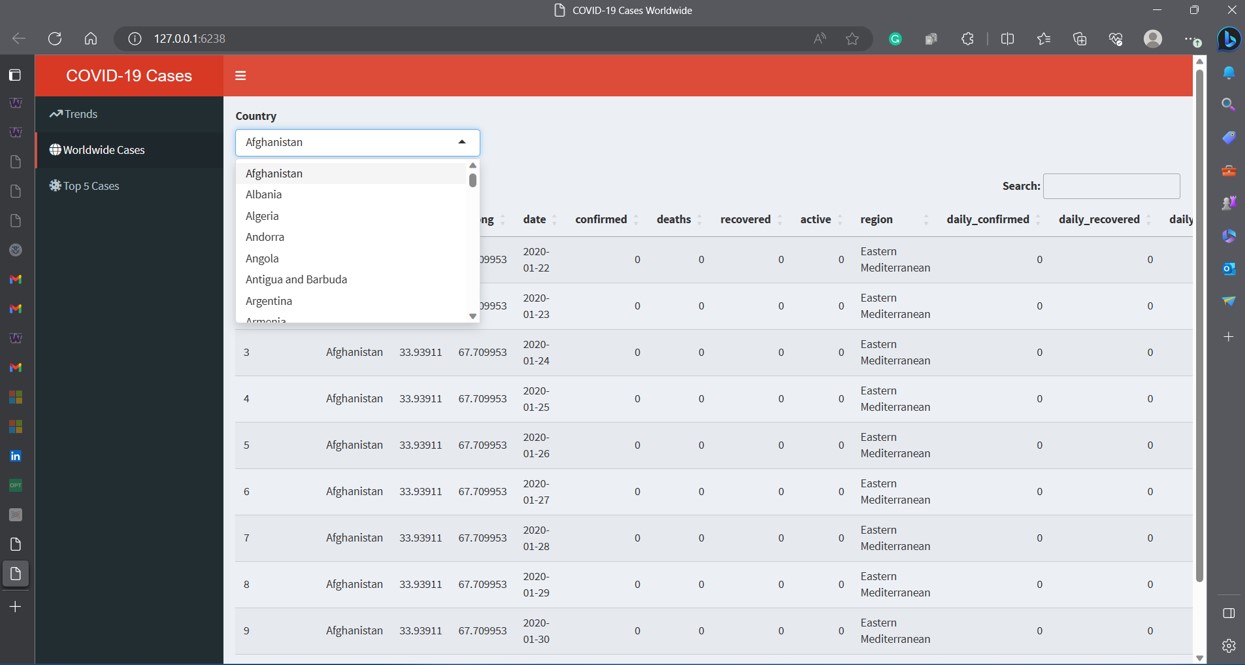 COVID-19 Cases Worldwide
127.0.0.1:6238
COVID-19 Cases
Trends
Worldwide Cases
Top 5 Cases
Country
Afghanistan
Afghanistan
Albania
Algeria
Andorra
Angola
Antigua and Barbuda
Argentina
Armenia
Search:
ong date confirmed deaths recovered active region daily_confirmed daily_recovered daily
09953 2020-01-22 0 0 0 0 Eastern Mediterranean 0 0
09953 2020-01-23 0 0 0 0 Eastern Mediterranean 0 0
3 Afghanistan 33.93911 67.709953 2020-01-24 0 0 0 0 Eastern Mediterranean 0 0
4 Afghanistan 33.93911 67.709953 2020-01-25 0 0 0 0 Eastern Mediterranean 0 0
5 Afghanistan 33.93911 67.709953 2020-01-26 0 0 0 0 Eastern Mediterranean 0 0
6 Afghanistan 33.93911 67.709953 2020-01-27 0 0 0 0 Eastern Mediterranean 0 0
7 Afghanistan 33.93911 67.709953 2020-01-28 0 0 0 0 Eastern Mediterranean 0 0
8 Afghanistan 33.93911 67.709953 2020-01-29 0 0 0 0 Eastern Mediterranean 0 0
9 Afghanistan 33.93911 67.709953 2020-01-30 0 0 0 0 Eastern Mediterranean 0 0